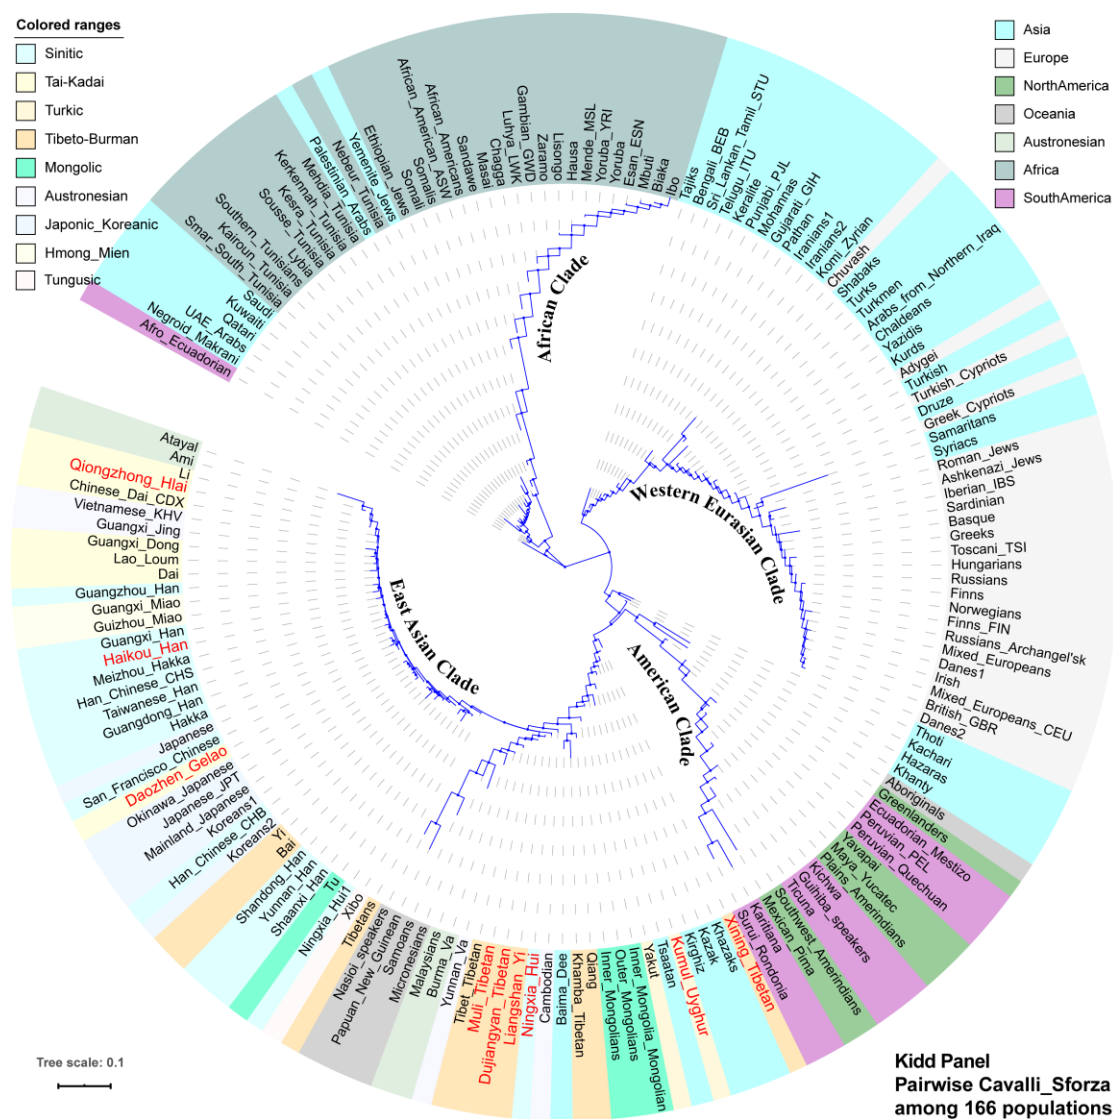 Colored ranges
Sinitic
Tai-Kadai
Turkic
Tibeto-Burman
Mongolic
Austronesian
Japonic_Koreanic
Hmong_Mien
Tungusic
Asia
Europe
NorthAmerica
Oceania
Austronesian
Africa
SouthAmerica
Afro_Ecuadorian
Negroid_Makrani
UAE_Arabs
Qatari
Kuwaiti
Saudi
Smar_South_Tunisia
Kairoun_Tunisia
Southern_Tunisians
Lybia
Sousse_Tunisia
Kesra_Tunisia
Kerkennah_Tunisia
Mehdia_Tunisia
Nebeur_Tunisia
Palestinian_Arabs
Yemenite_Jews
Ethiopian_Jews
Somali
Somalis
African_American_ASW
African_Americans
Sandawe
Masai
Chagga
Luhya_LWK
Gambian_GWD
Zaramo
Lisongo
Hausa
Mende_MSL
Yoruba_YRI
Yoruba
Esan_ESN
Mbuti
Biaka
Ibo
Tajiks
Bengali_BEB
Sri_Lankan_Tamil_STU
Telugu_ITU
Keralite
Punjabi_PJL
Mohannas
Gujarati_GIH
Pathan
Iranians1
Iranians2
Komi_Zyrian
Chuvash
Shabaks
Turks
Turkmen
Arabs_from_Northern_Iraq
Chaldeans
Yazidis
Kurds
Adygei
Turkish
Turkish_Cypriots
Druze
Greek_Cypriots
Samaritans
Syriacs
Roman_Jews
Ashkenazi_Jews
Iberian_IBS
Sardinian
Basque
Greeks
Toscani_TSI
Hungarians
Russians
Finns
Norwegians
Finns_FIN
Russians_Archangel'sk
Mixed_Europeans
Danes1
Irish
Mixed_Europeans_CEU
British_GBR
Danes2
Thoti
Kachari
Hazaras
Khanty
Aboriginals
Greenlanders
Ecuadorian_Mestizo
Peruvian_PEL
Peruvian_Quechuan
Yavapai
Maya_Yucatec
Plains_Amerindians
Kichwa
Guihiba_speakers
Ticuna
Southwest_Amerindians
Mexican_Pima
Karitiana
Surui_Rondonia
Xining_Tibetan
Khazaks
Kazak
Kirghiz
Kumul_Uyghur
Tsaatan
Yakut
Inner_Mongolia_Mongolian
Outer_Mongolians
Inner_Mongolians
Qiang
Khamba_Tibetan
Baima_Dee
Cambodian
Ningxia_Hui
Liangshan_Yi
Dujiangyan_Tibetan
Muli_Tibetan
Tibet_Tibetan
Yunnan_Va
Burma_Va
Malaysians
Micronesians
Samoans
Papuan_New_Guinean
Nasioi_speakers
Tibetans
Xibo
Ningxia_Hui1
Tu
Shaanxi_Han
Yunnan_Han
Shandong_Han
Bai
Yi
Koreans2
Han_Chinese_CHB
Koreans1
Mainland_Japanese
Japanese_JPT
Okinawa_Japanese
Daozhen_Gelao
San_Francisco_Chinese
Japanese
Hakka
Guangdong_Han
Taiwanese_Han
Han_Chinese_CHS
Meizhou_Hakka
Haikou_Han
Guangxi_Han
Guizhou_Miao
Guangxi_Miao
Guangzhou_Han
Dai
Lao_Loum
Guangxi_Dong
Guangxi_Jing
Vietnamese_KHV
Chinese_Dai_CDX
Qiongzhong_Hlai
Li
Ami
Atayal
African Clade
Western Eurasian Clade
East Asian Clade
American Clade
Tree scale: 0.1
Kidd Panel
Pairwise Cavalli_Sforza
among 166 populations